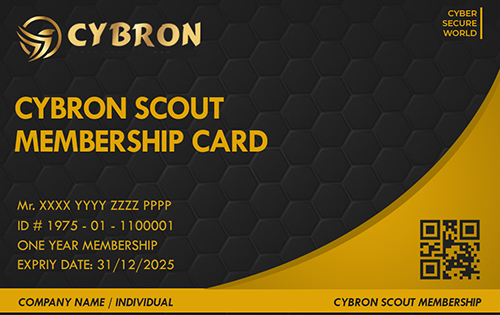 CYBRON
CYBER
SECURE
WORLD
CYBRON SCOUT
MEMBERSHIP CARD
Mr. XXXX YYYY ZZZZ PPPP
ID # 1975 - 01 - 1100001
ONE YEAR MEMBERSHIP
EXPRIY DATE: 31/12/2025
COMPANY NAME / INDIVIDUAL
CYBRON SCOUT MEMBERSHIP